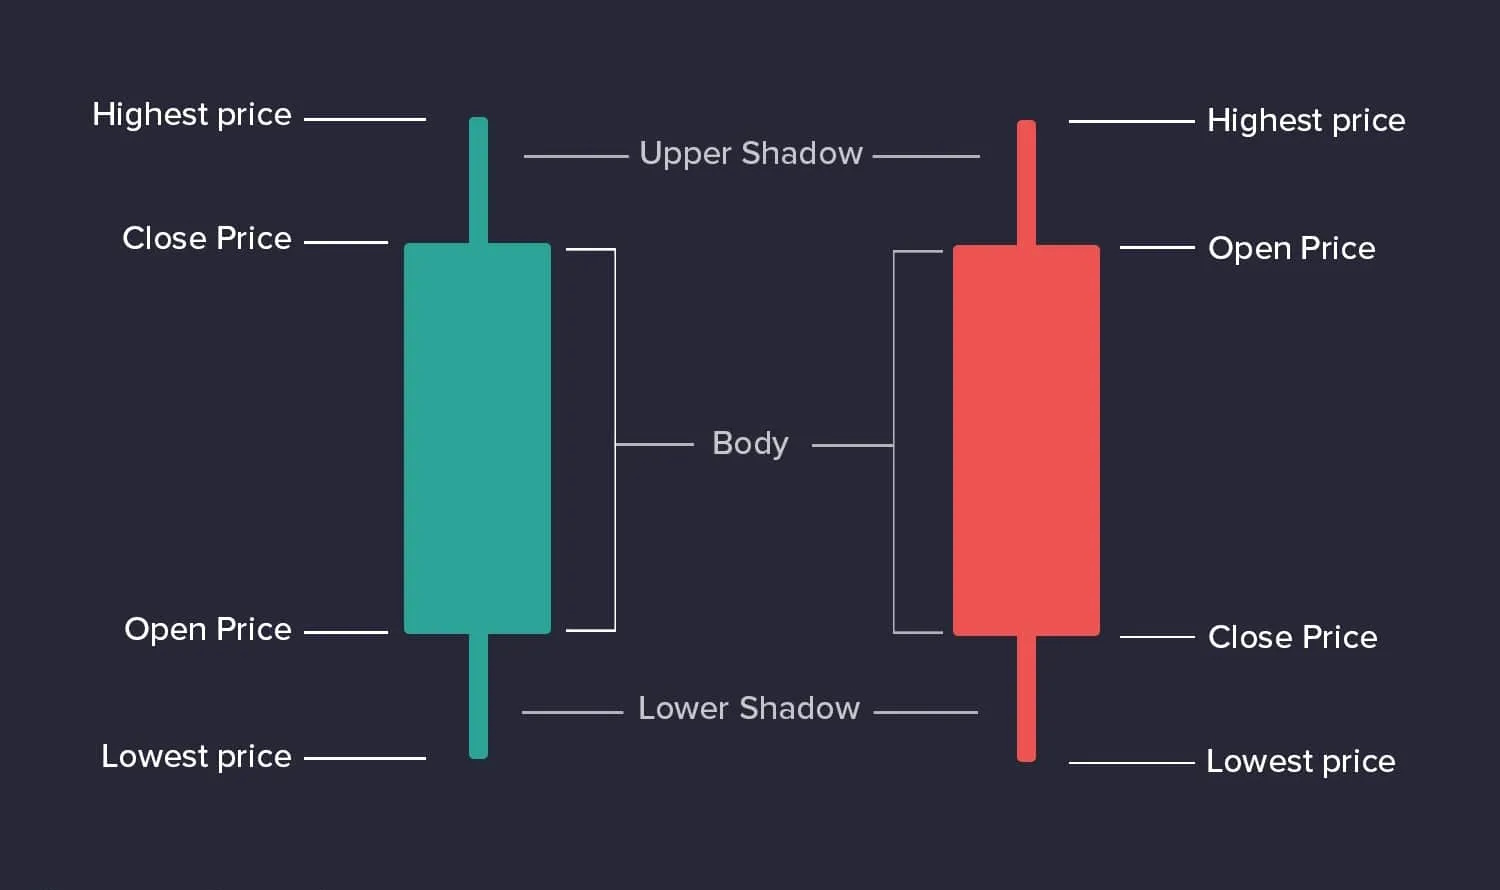 Highest price
Upper Shadow
Highest price
Close Price
Open Price
Body
Open Price
Close Price
Lower Shadow
Lowest price
Lowest price